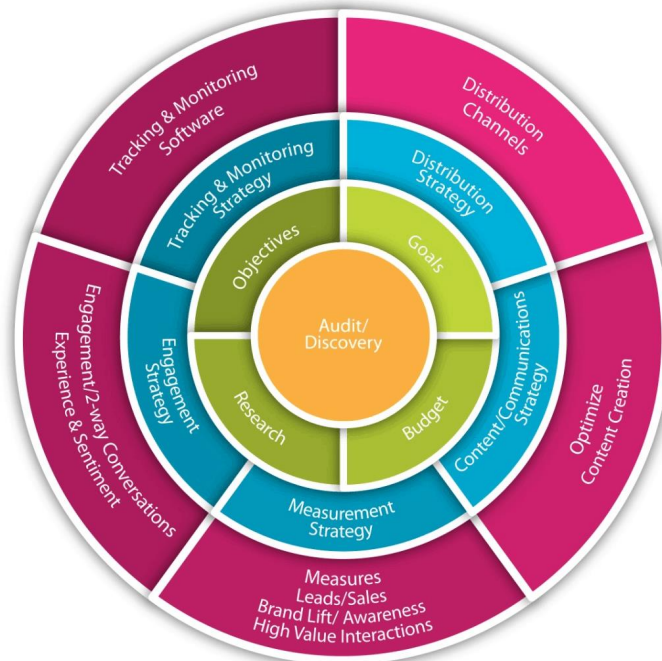 Tracking & Monitoring
Software
Distribution
Channels
Tracking & Monitoring
Strategy
Distribution
Strategy
Objectives
Goals
Audit/
Discovery
Engagement/2-way Conversations
Experience & Sentiment
Engagement
Strategy
Research
Budget
Content/Communications
Strategy
Optimize
Content Creation
Measurement
Strategy
Measures
Leads/Sales
Brand Lift/ Awareness
High Value Interactions